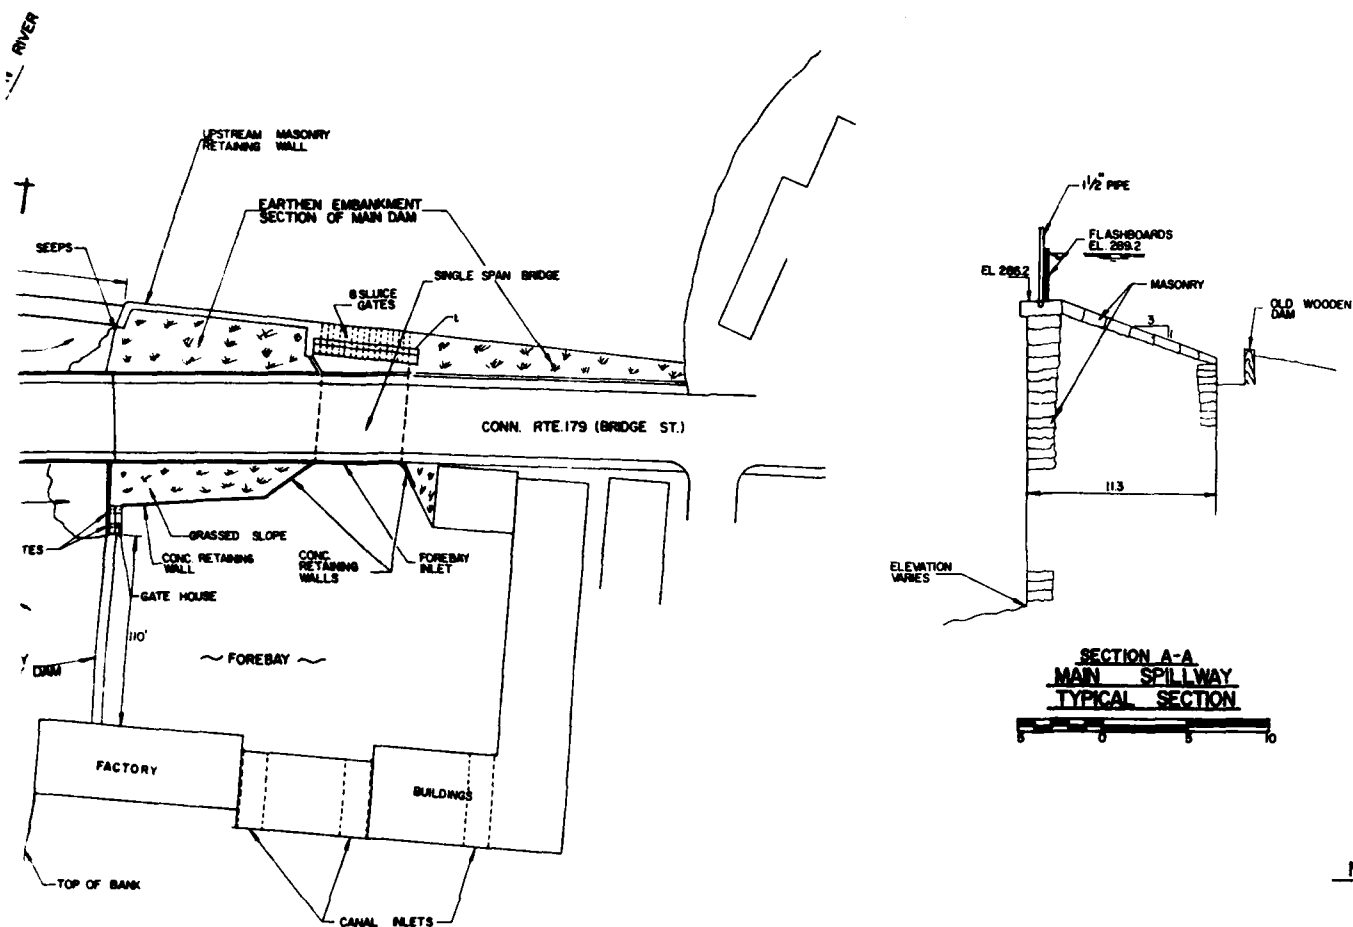 RIVER
UPSTREAM MASONRY
RETAINING WALL
EARTHEN EMBANKMENT
SECTION OF MAIN DAM
SEEPS
SINGLE SPAN BRIDGE
8 SLUICE
GATES
CONN. RTE. 179 (BRIDGE ST.)
GRASSED SLOPE
CONC. RETAINING
WALL
CONC.
RETAINING
WALLS
FOREBAY
INLET
GATE HOUSE
110'
DAM
~ FOREBAY ~
FACTORY
BUILDINGS
TOP OF BANK
CANAL INLETS
1 1/2" PIPE
FLASHBOARDS
EL. 289.2
EL 286.2
MASONRY
3
1
OLD WOODEN
DAM
11.3
ELEVATION
VARIES
SECTION A-A
MAIN SPILLWAY
TYPICAL SECTION
5 0 5 10